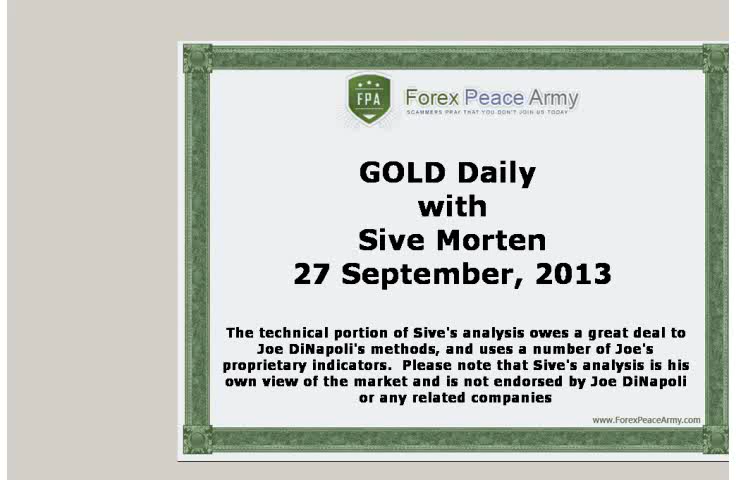 FPA
Forex Peace Army
SCAMMERS PRAY THAT YOU DON'T JOIN US TODAY
GOLD Daily
with
Sive Morten
27 September, 2013
The technical portion of Sive's analysis owes a great deal to
Joe DiNapoli's methods, and uses a number of Joe's
proprietary indicators.  Please note that Sive's analysis is his
own view of the market and is not endorsed by Joe DiNapoli
or any related companies
www.ForexPeaceArmy.com